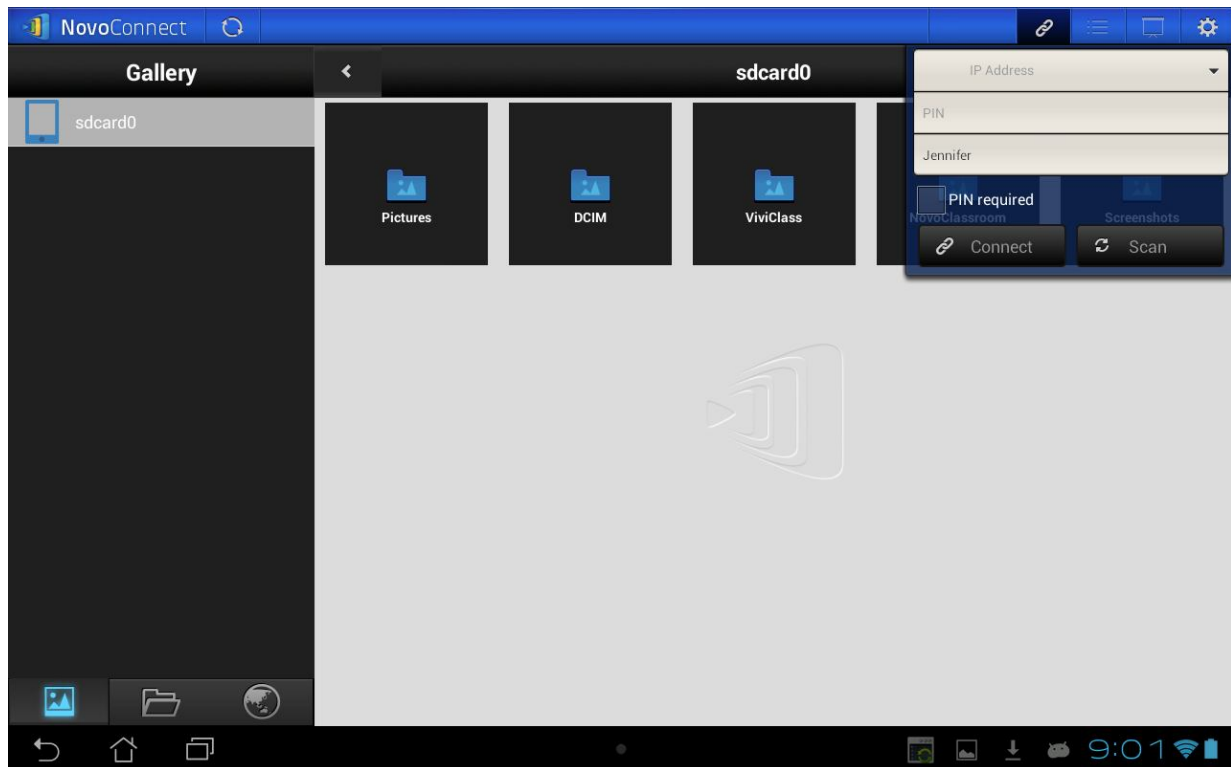 NovoConnect
Gallery
sdcard0
IP Address
sdcard0
PIN
Jennifer
PIN required
Pictures
DCIM
ViviClass
NovoClassroom
Screenshots
Connect
Scan
9:01